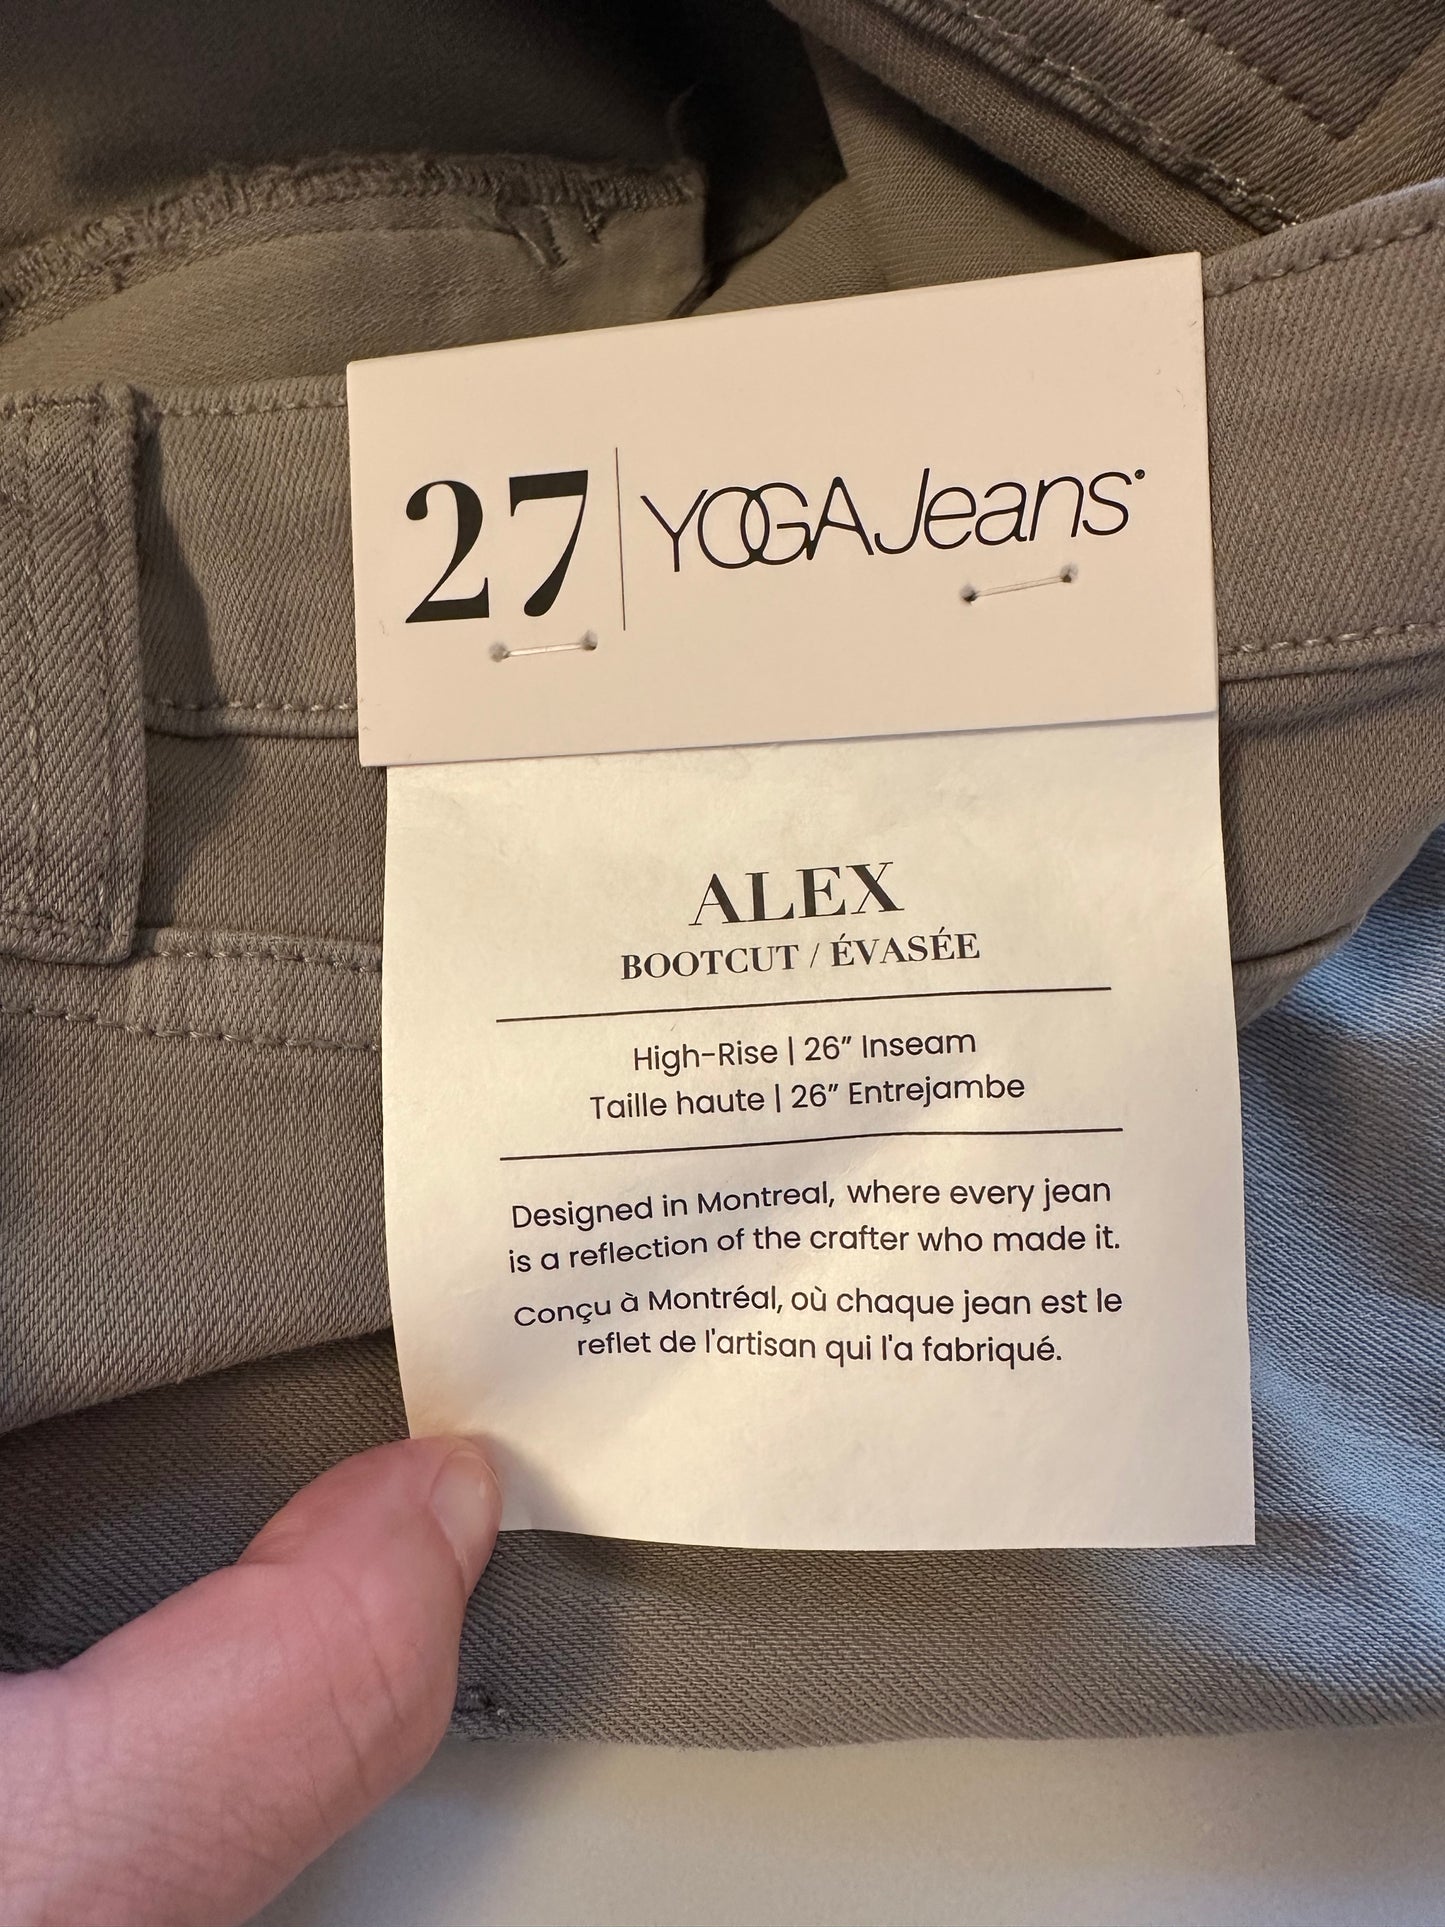 27 | YOGA Jeans®
ALEX
BOOTCUT / ÉVASÉE
High-Rise | 26" Inseam
Taille haute | 26" Entrejambe
Designed in Montreal, where every jean
is a reflection of the crafter who made it.
Conçu à Montréal, où chaque jean est le
reflet de l'artisan qui l'a fabriqué.